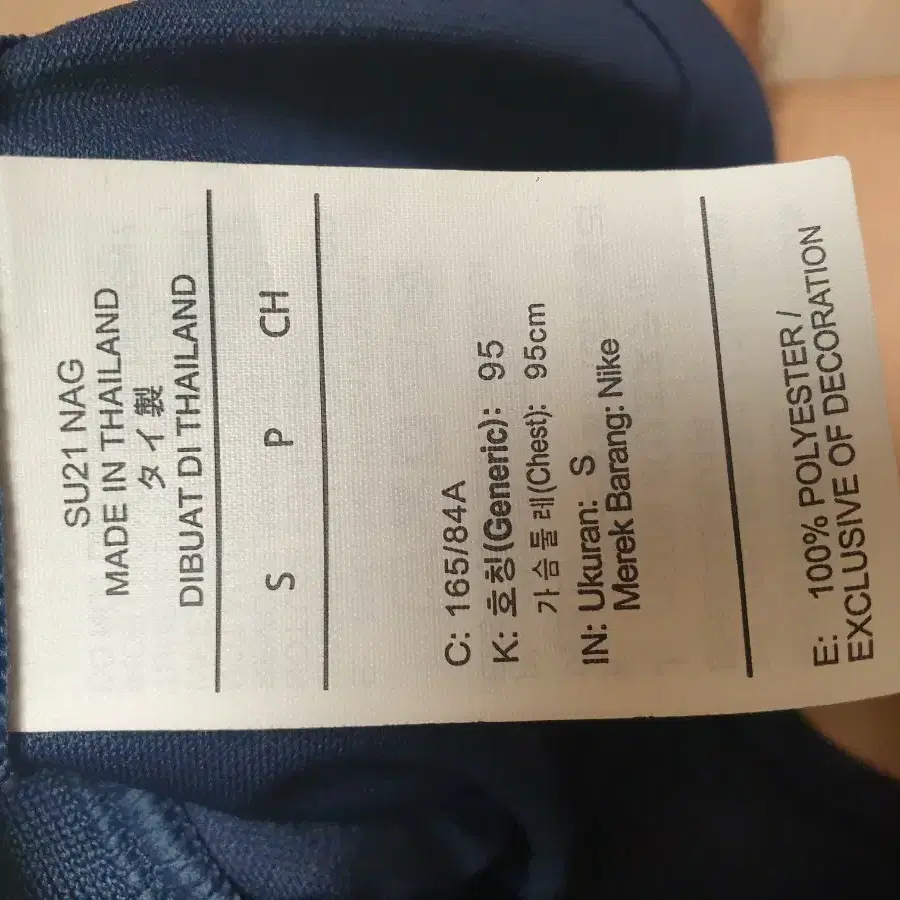 SU21 NAG
MADE IN THAILAND
タイ製
DIBUAT DI THAILAND
S P CH
C: 165/84A
K: 호칭(Generic): 95
가슴둘레(Chest): 95cm
IN: Ukuran: S
Merek Barang: Nike
E: 100% POLYESTER /
EXCLUSIVE OF DECORATION